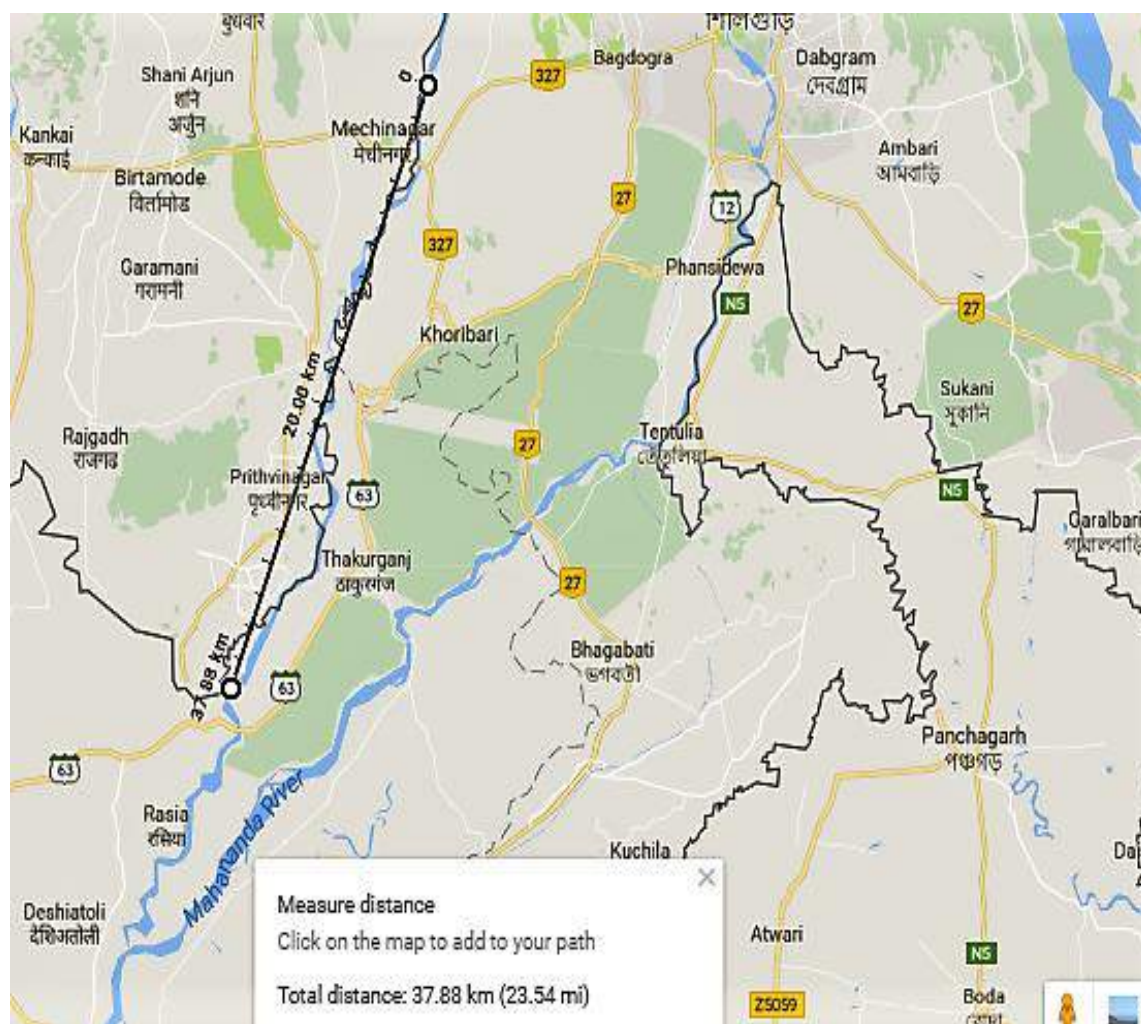 बुधवारे
शिलिগুড়ি
Bagdogra
Dabgram
দেবগ্রাম
Shani Arjun
शनि
अर्जुन
0
327
Kankai
कन्काई
Mechinagar
मेचीनगर
Ambari
আমবাড়ি
Birtamode
विर्तामोड
27
12
327
Garamani
गरामनी
Phansidewa
N5
27
Khoribari
20.00 km
Sukani
সুকানি
Rajgadh
राजगढ
27
Tentulia
তেঁতুলিয়া
Prithvinagar
पृथ्वीनगर
63
N5
Garalbari
Thakurganj
ठाकुरगंज
27
Bhagabati
ভগবতী
37.88 km
63
Panchagarh
পঞ্চগড়
63
Rasia
रसिया
Mahananda River
Kuchila
Deshiatoli
देशिअतोली
Measure distance
Click on the map to add to your path
Total distance: 37.88 km (23.54 mi)
Atwari
N5
Z5059
Boda